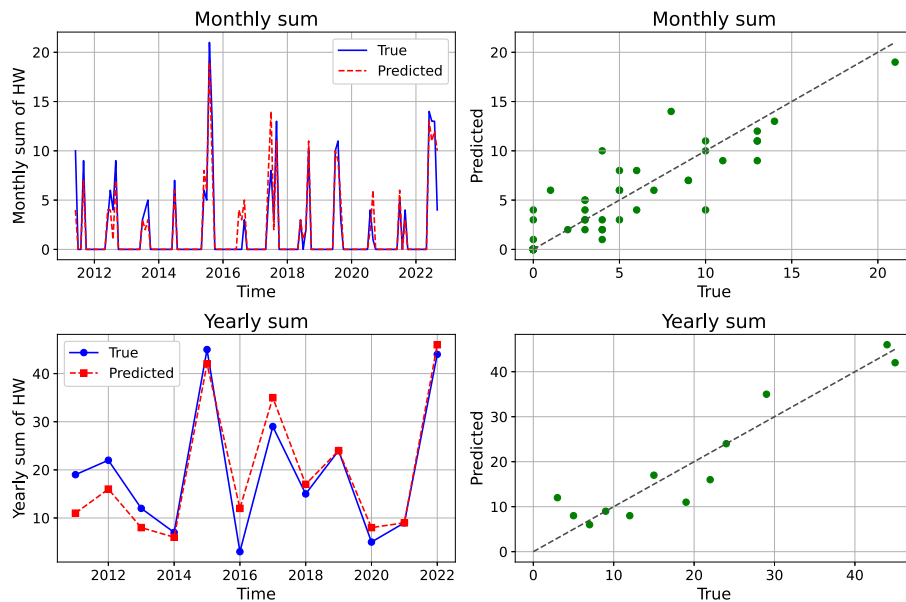 Monthly sum
Monthly sum of HW
20
15
10
5
0
True
Predicted
2012 2014 2016 2018 2020 2022
Time
Monthly sum
Predicted
20
15
10
5
0
0 5 10 15 20
True
Yearly sum
Yearly sum of HW
40
30
20
10
True
Predicted
2012 2014 2016 2018 2020 2022
Time
Yearly sum
Predicted
40
30
20
10
0
0 10 20 30 40
True